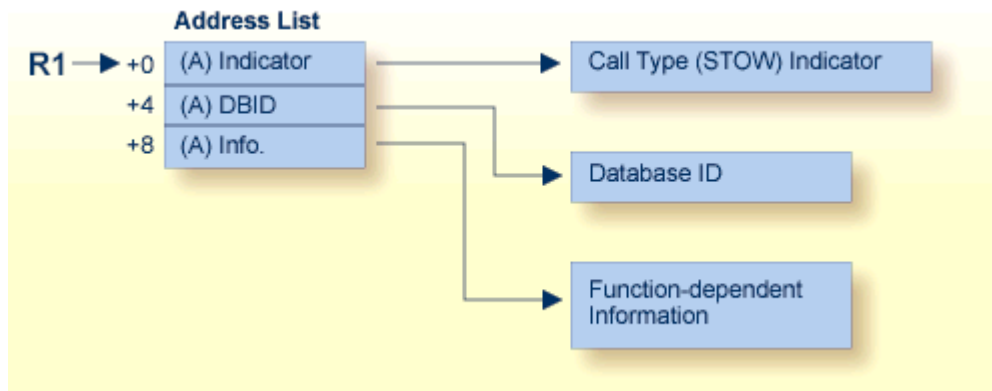 Address List
R1 +0 (A) Indicator
Call Type (STOW) Indicator
+4 (A) DBID
+8 (A) Info.
Database ID
Function-dependent
Information